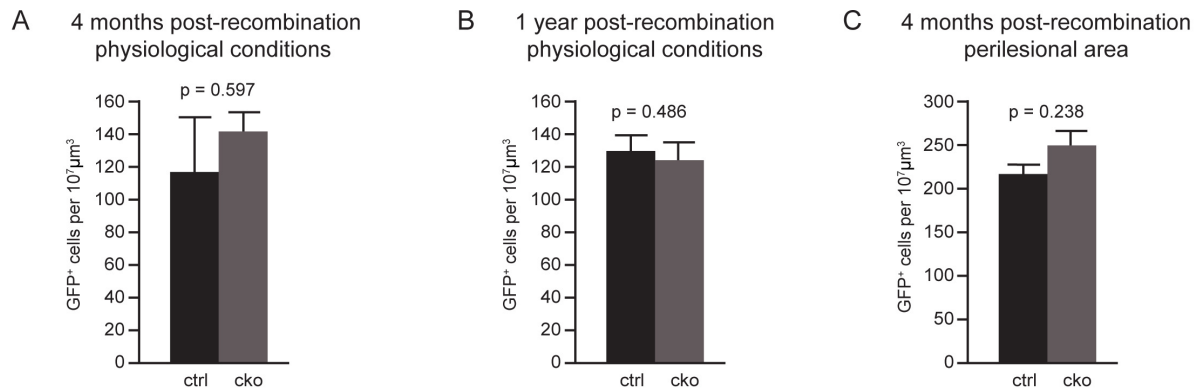 A
4 months post-recombination
physiological conditions
p = 0.597
160
140
120
100
80
60
40
20
0
GFP⁺ cells per 10⁷µm³
ctrl
cko
B
1 year post-recombination
physiological conditions
p = 0.486
160
140
120
100
80
60
40
20
0
GFP⁺ cells per 10⁷µm³
ctrl
cko
C
4 months post-recombination
perilesional area
p = 0.238
300
250
200
150
100
50
0
GFP⁺ cells per 10⁷µm³
ctrl
cko